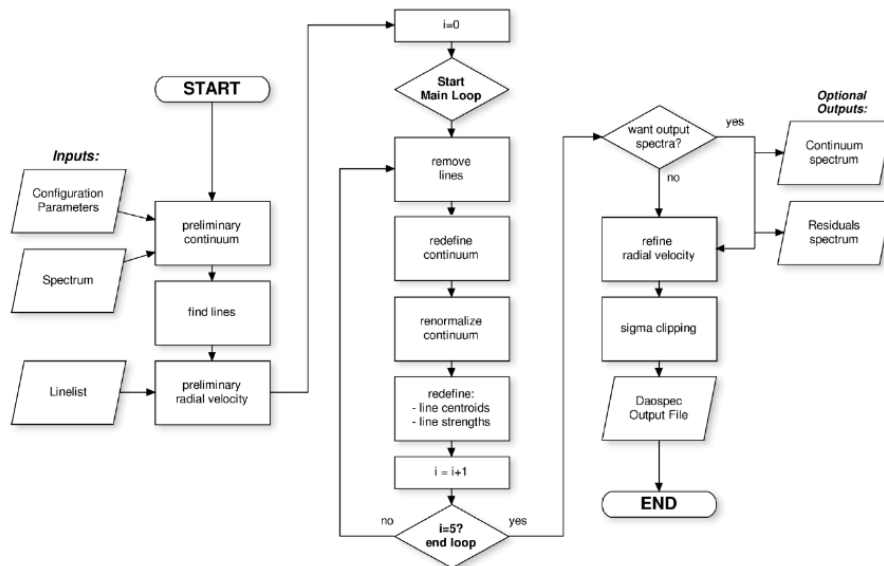 START
Inputs:
Configuration
Parameters
Spectrum
Linelist
preliminary
continuum
find lines
preliminary
radial velocity
i=0
Start
Main Loop
remove
lines
redefine
continuum
renormalize
continuum
redefine:
- line centroids
- line strengths
i = i+1
i=5?
end loop
no
yes
want output
spectra?
yes
no
Optional
Outputs:
Continuum
spectrum
Residuals
spectrum
refine
radial velocity
sigma clipping
Daospec
Output File
END